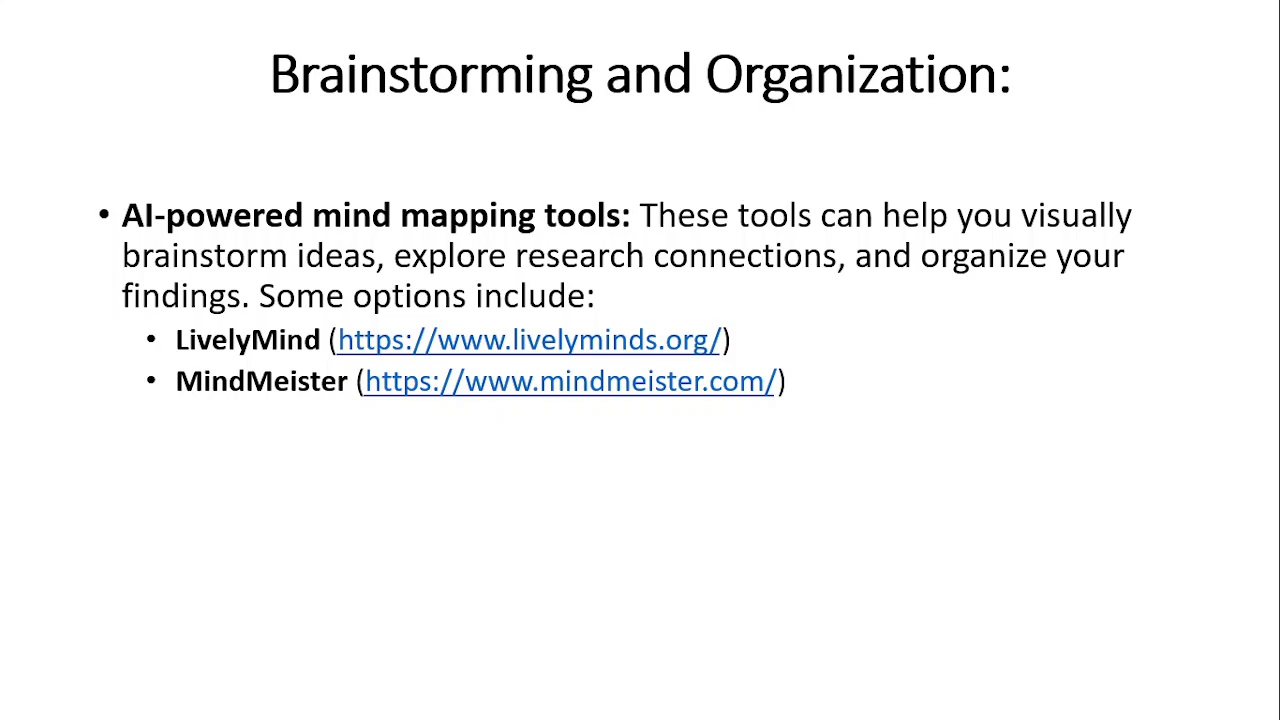 Brainstorming and Organization:
• AI-powered mind mapping tools: These tools can help you visually
brainstorm ideas, explore research connections, and organize your
findings. Some options include:
• LivelyMind (https://www.livelyminds.org/)
• MindMeister (https://www.mindmeister.com/)